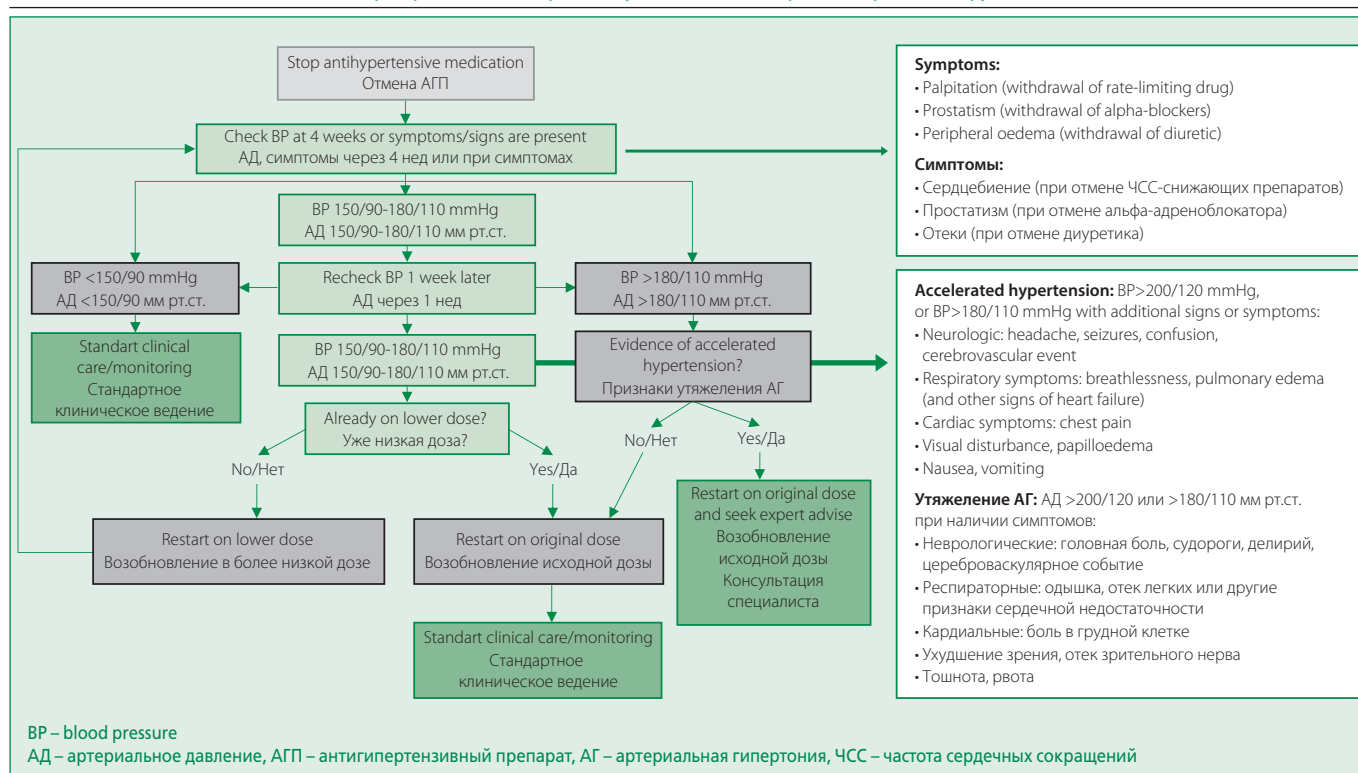 Stop antihypertensive medication
Отмена АГП
Check BP at 4 weeks or symptoms/signs are present
АД, симптомы через 4 нед или при симптомах
BP 150/90-180/110 mmHg
АД 150/90-180/110 мм рт.ст.
BP <150/90 mmHg
АД <150/90 мм рт.ст.
Recheck BP 1 week later
АД через 1 нед
BP >180/110 mmHg
АД >180/110 мм рт.ст.
Standart clinical
care/monitoring
Стандартное
клиническое ведение
BP 150/90-180/110 mmHg
АД 150/90-180/110 мм рт.ст.
Evidence of accelerated
hypertension?
Признаки утяжеления АГ
Already on lower dose?
Уже низкая доза?
No/Нет
Yes/Да
No/Нет
Yes/Да
Restart on lower dose
Возобновление в более низкой дозе
Restart on original dose
Возобновление исходной дозы
Restart on original dose
and seek expert advise
Возобновление
исходной дозы
Консультация
специалиста
Standart clinical care/monitoring
Стандартное
клиническое ведение
Symptoms:
• Palpitation (withdrawal of rate-limiting drug)
• Prostatism (withdrawal of alpha-blockers)
• Peripheral oedema (withdrawal of diuretic)
Симптомы:
• Сердцебиение (при отмене ЧСС-снижающих препаратов)
• Простатизм (при отмене альфа-адреноблокатора)
• Отеки (при отмене диуретика)
Accelerated hypertension: BP>200/120 mmHg,
or BP>180/110 mmHg with additional signs or symptoms:
• Neurologic: headache, seizures, confusion,
cerebrovascular event
• Respiratory symptoms: breathlessness, pulmonary edema
(and other signs of heart failure)
• Cardiac symptoms: chest pain
• Visual disturbance, papilloedema
• Nausea, vomiting
Утяжеление АГ: АД >200/120 или >180/110 мм рт.ст.
при наличии симптомов:
• Неврологические: головная боль, судороги, делирий,
цереброваскулярное событие
• Респираторные: одышка, отек легких или другие
признаки сердечной недостаточности
• Кардиальные: боль в грудной клетке
• Ухудшение зрения, отек зрительного нерва
• Тошнота, рвота
BP – blood pressure
АД – артериальное давление, АГП – антигипертензивный препарат, АГ – артериальная гипертония, ЧСС – частота сердечных сокращений